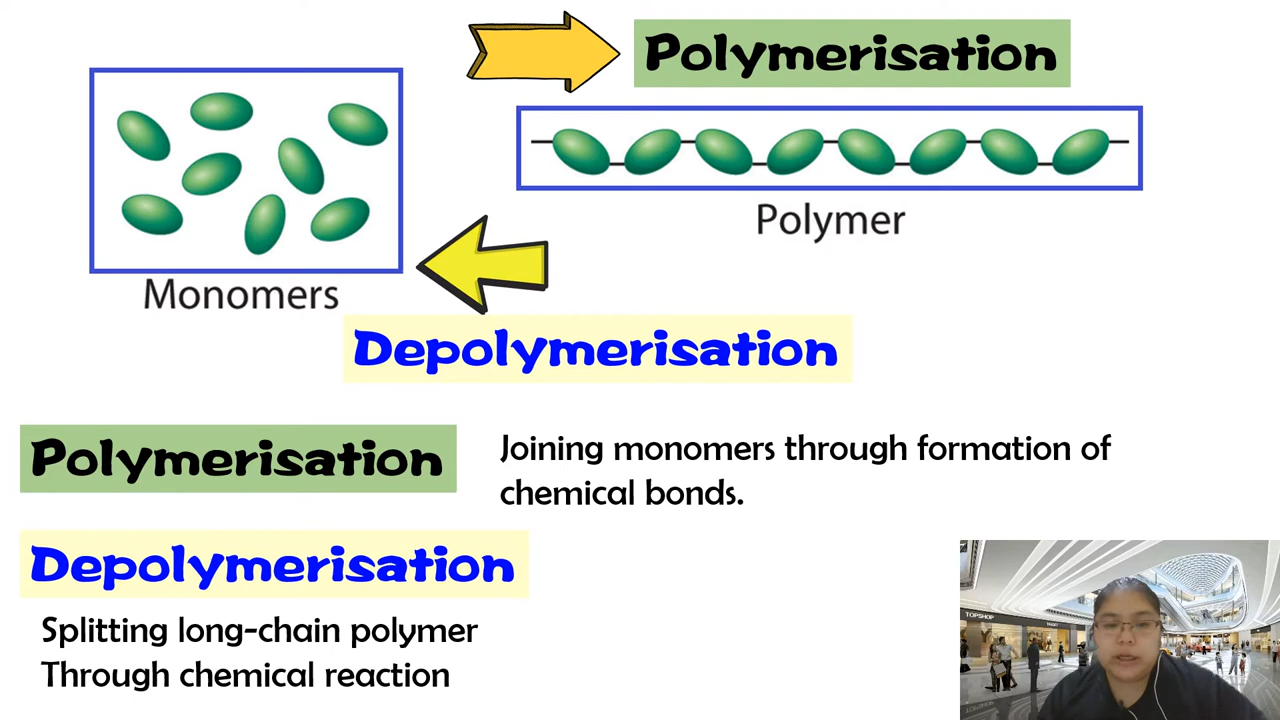 Polymerisation
Polymer
Monomers
Depolymerisation
Polymerisation
Joining monomers through formation of
chemical bonds.
Depolymerisation
Splitting long-chain polymer
Through chemical reaction
TOPSHOP